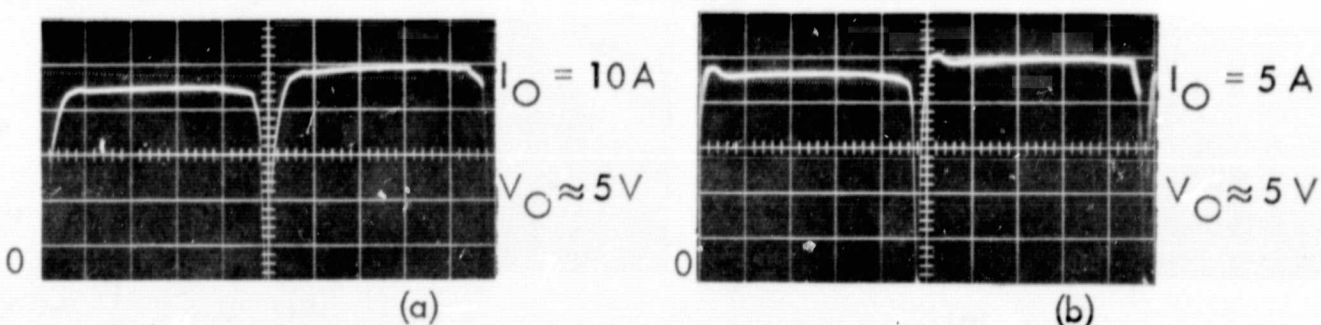 I_O = 10 A
V_O ≈ 5 V
0
(a)
I_O = 5 A
V_O ≈ 5 V
0
(b)